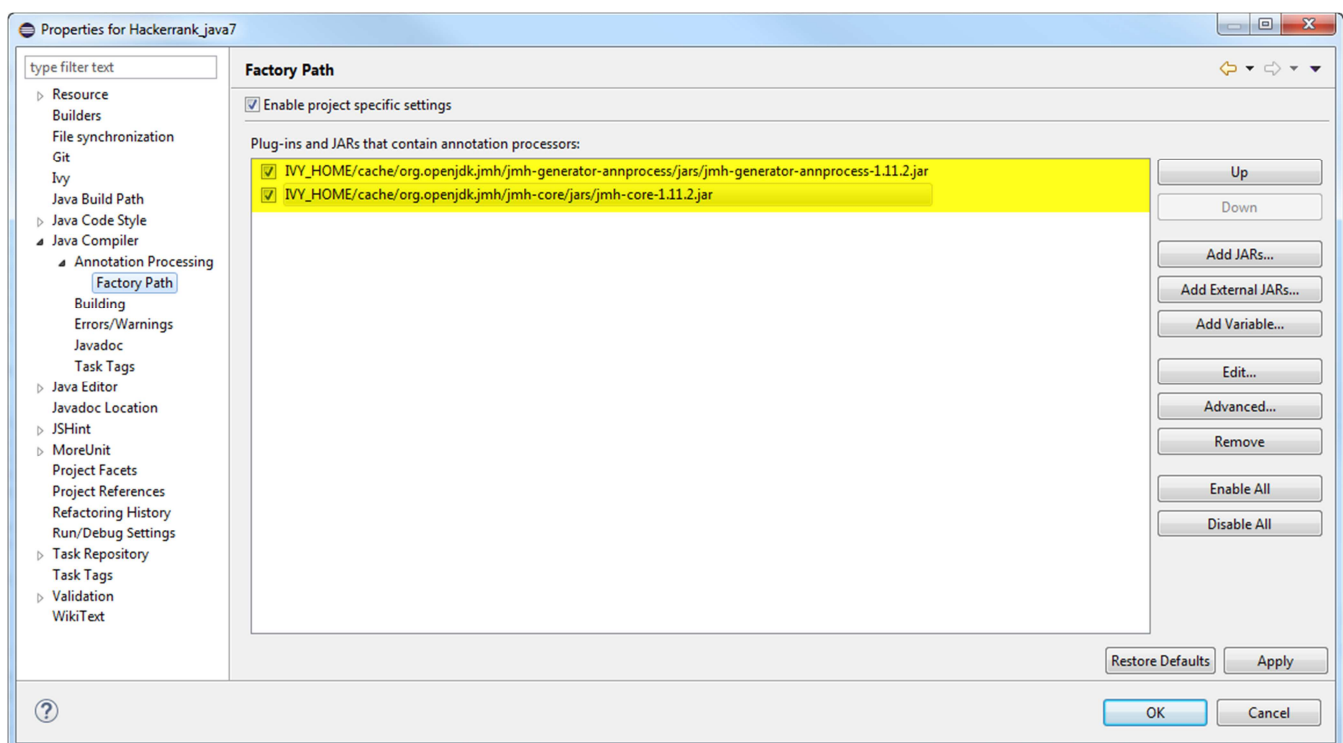 Properties for Hackerrank_java7
type filter text
Resource
Builders
File synchronization
Git
Ivy
Java Build Path
Java Code Style
Java Compiler
Annotation Processing
Factory Path
Building
Errors/Warnings
Javadoc
Task Tags
Java Editor
Javadoc Location
JSHint
MoreUnit
Project Facets
Project References
Refactoring History
Run/Debug Settings
Task Repository
Task Tags
Validation
WikiText
Factory Path
Enable project specific settings
Plug-ins and JARs that contain annotation processors:
IVY_HOME/cache/org.openjdk.jmh/jmh-generator-annprocess/jars/jmh-generator-annprocess-1.11.2.jar
IVY_HOME/cache/org.openjdk.jmh/jmh-core/jars/jmh-core-1.11.2.jar
Up
Down
Add JARs...
Add External JARs...
Add Variable...
Edit...
Advanced...
Remove
Enable All
Disable All
Restore Defaults
Apply
OK
Cancel